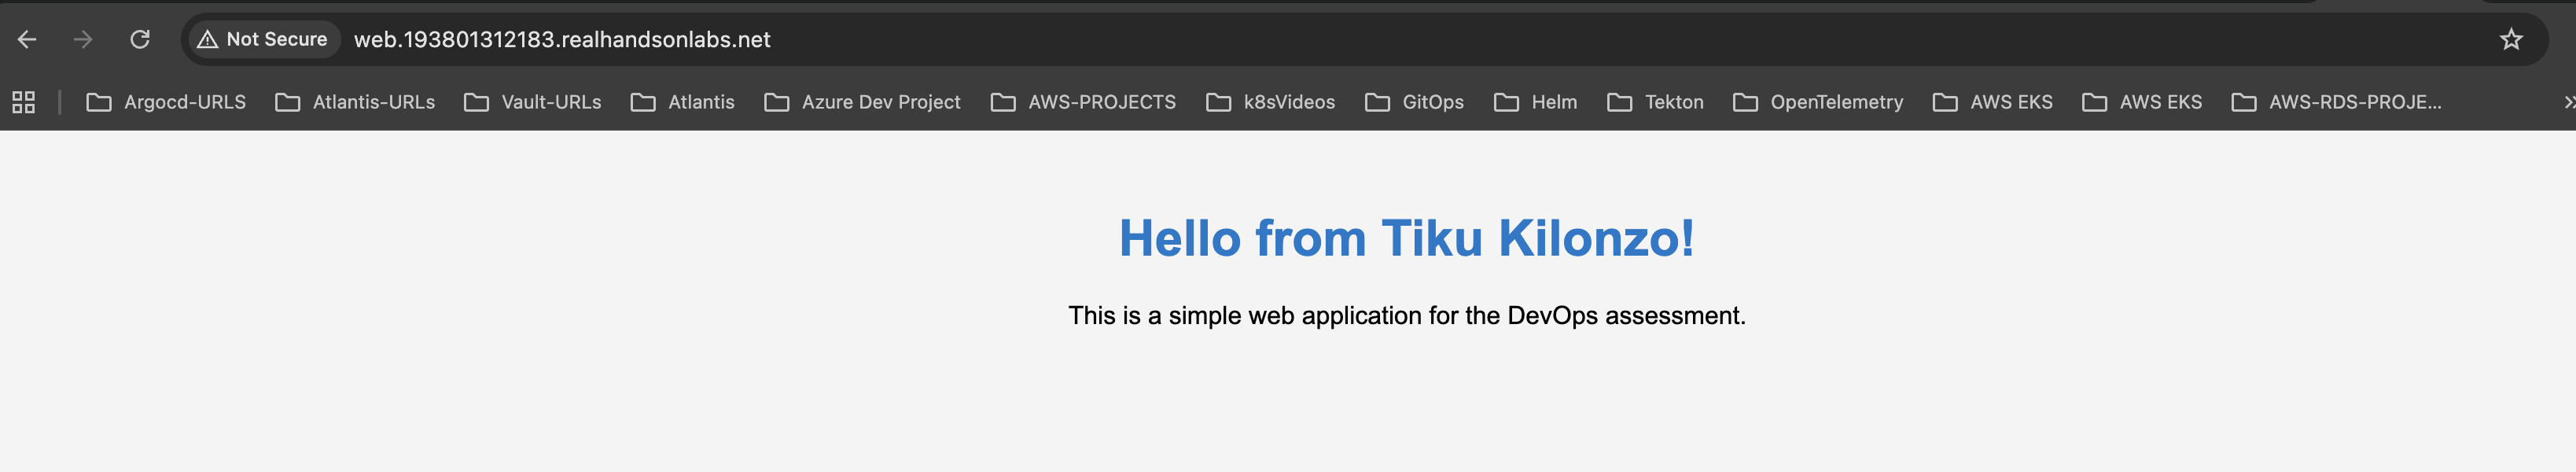 Not Secure web.193801312183.realhandsonlabs.net
Argocd-URLS Atlantis-URLs Vault-URLs Atlantis Azure Dev Project AWS-PROJECTS k8sVideos GitOps Helm Tekton OpenTelemetry AWS EKS AWS EKS AWS-RDS-PROJE...
Hello from Tiku Kilonzo!
This is a simple web application for the DevOps assessment.